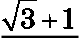 √3 + 1